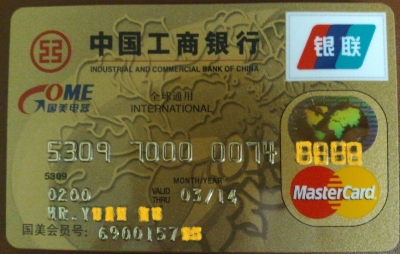 中国工商银行
INDUSTRIAL AND COMMERCIAL BANK OF CHINA
银联
GOME
国美电器
全球通用
INTERNATIONAL
5309 7000 0074
5309
MONTH/YEAR
0200 VALID THRU 03/14
MR.
MasterCard
国美会员号: 6900157